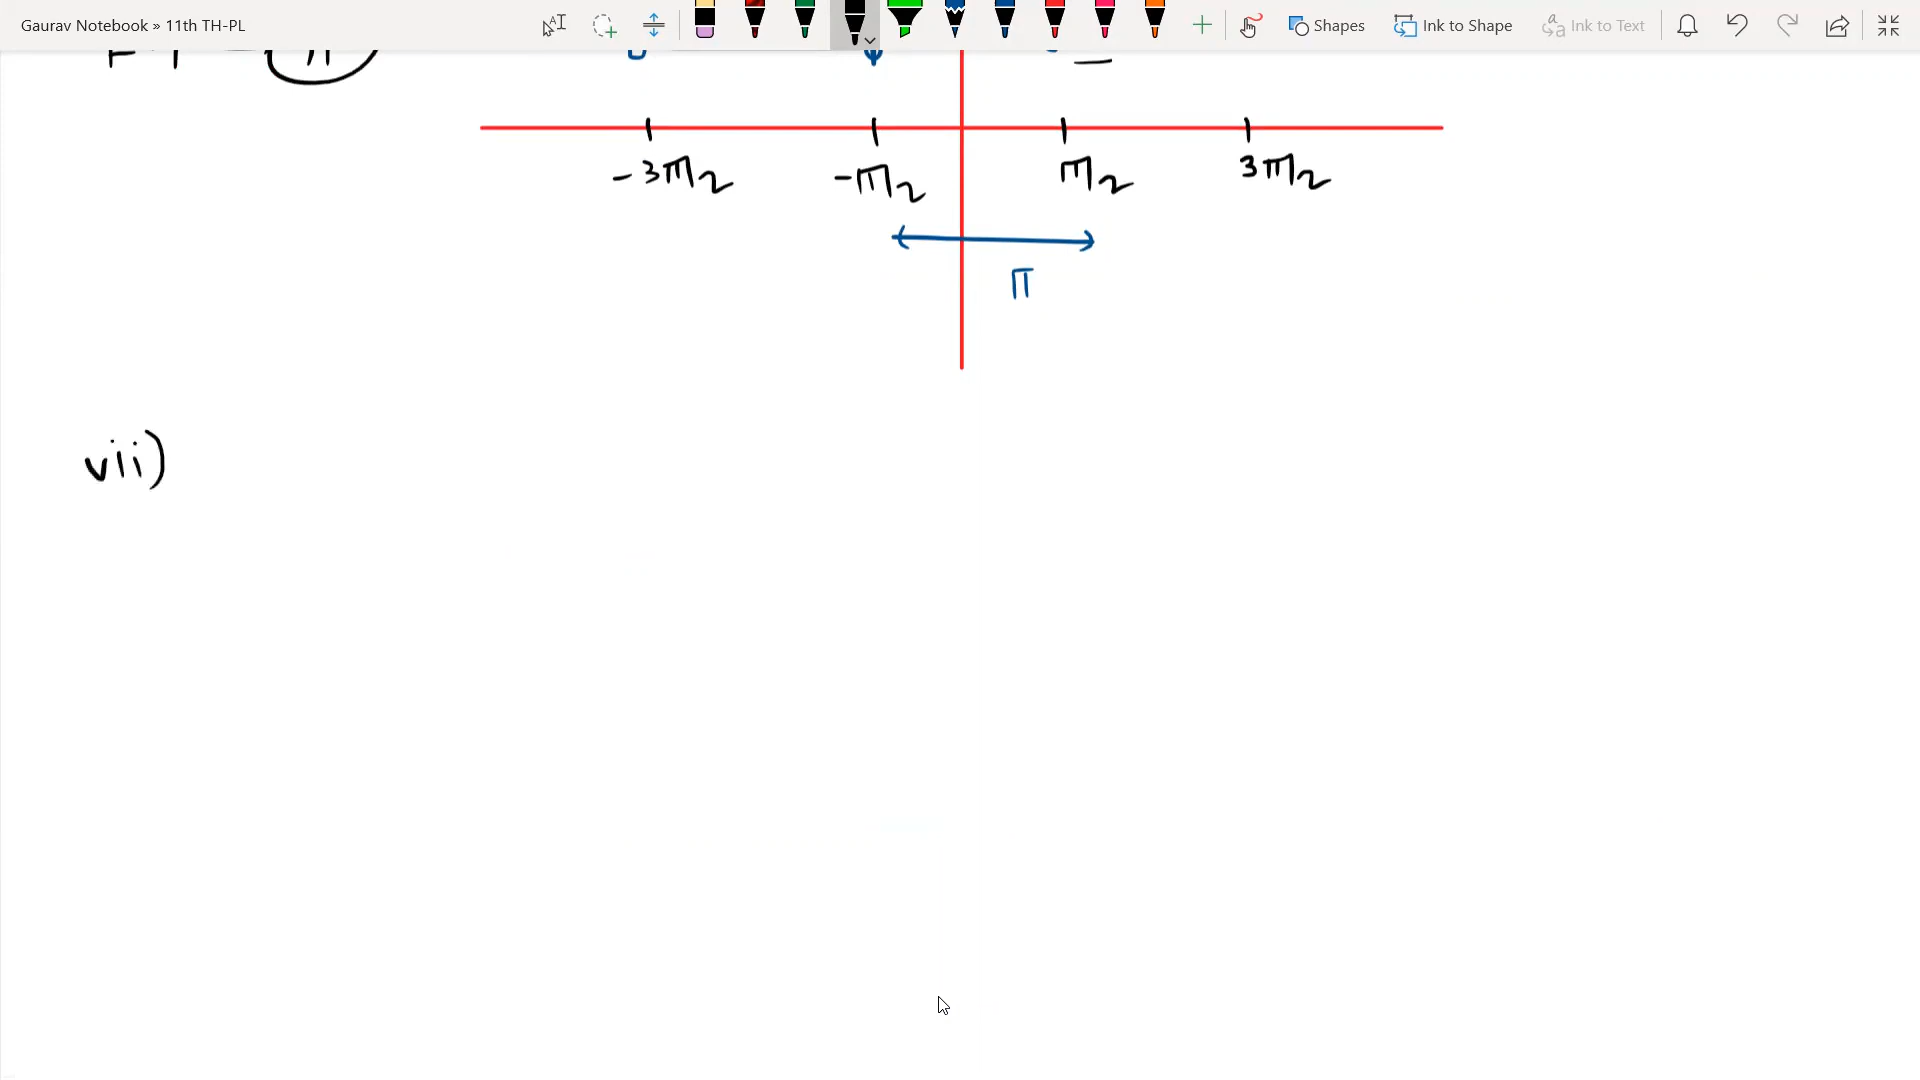 Gaurav Notebook » 11th TH-PL Shapes Ink to Shape Ink to Text
π
-3π/2 -π/2 π/2 3π/2
π
vii)